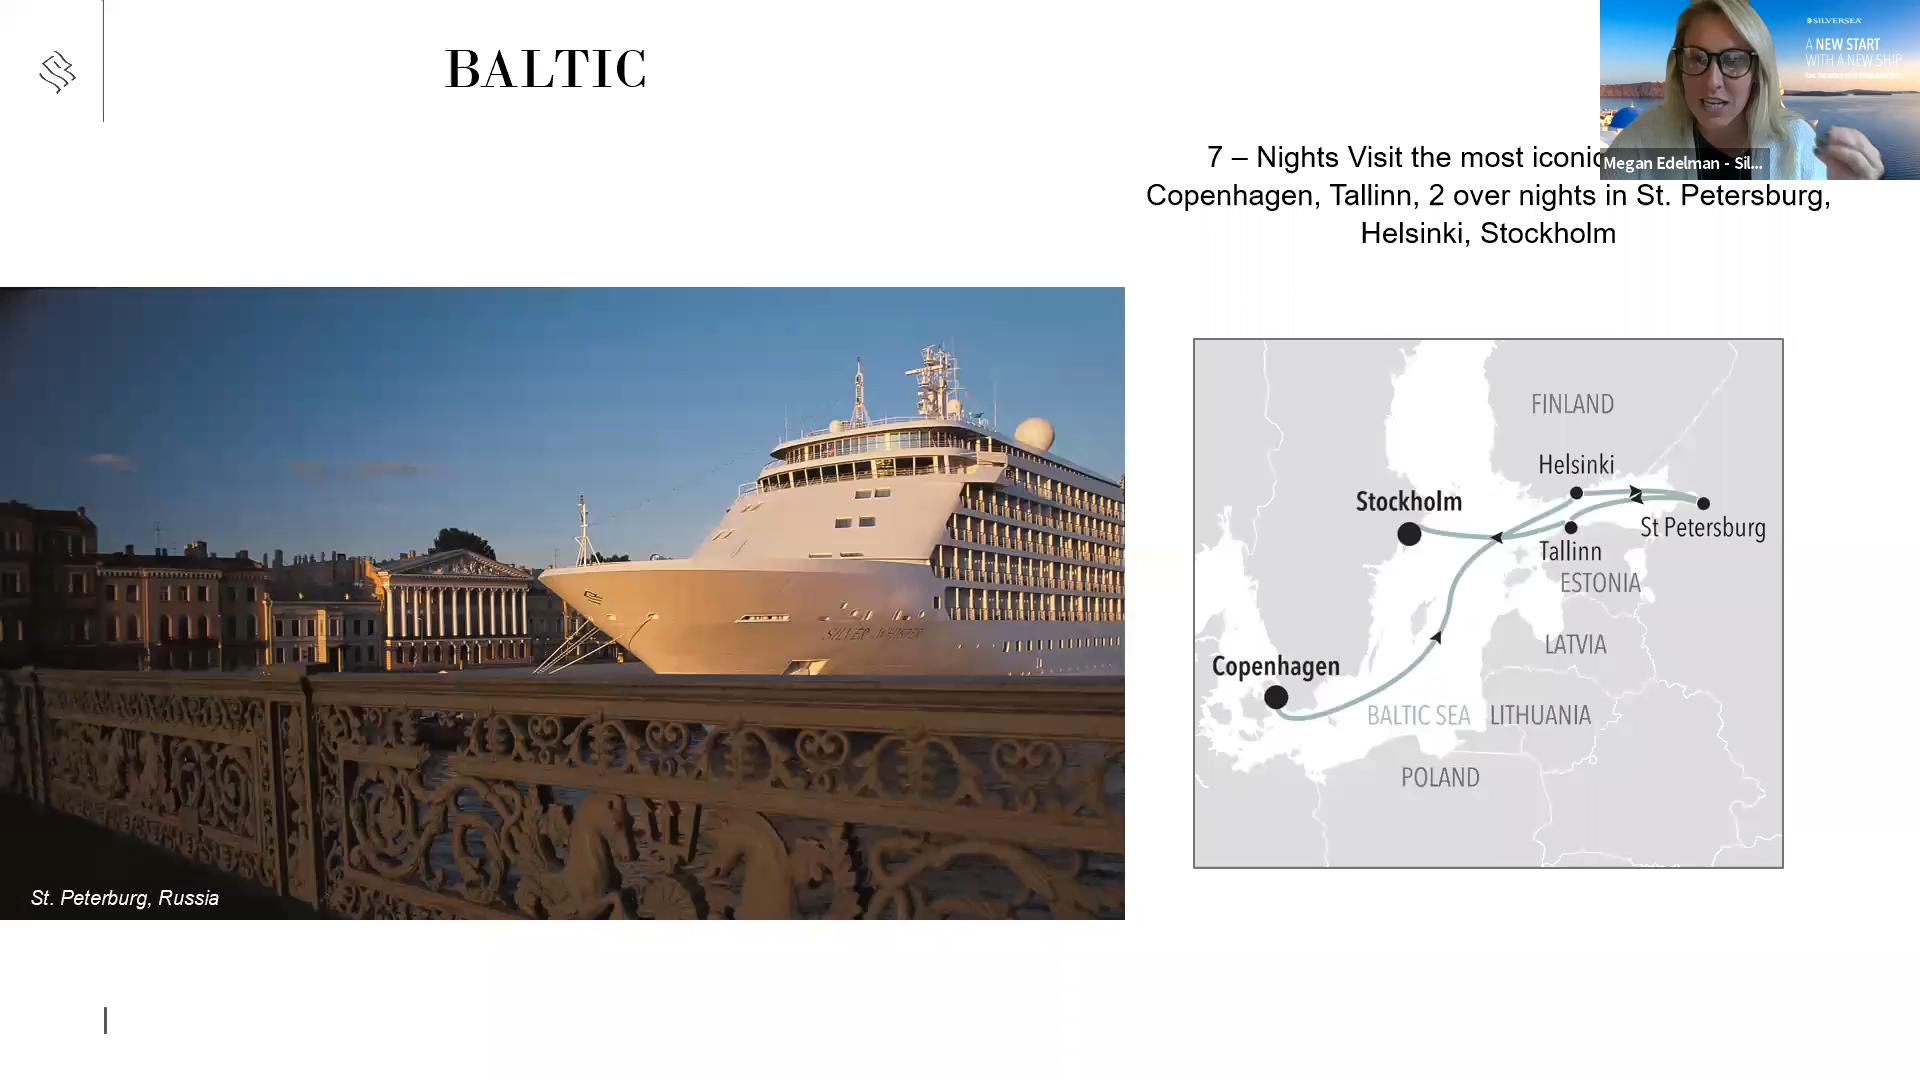 BALTIC
SILVERSEA
A NEW START
WITH A NEW SHIP
Megan Edelman - Sil...
7 – Nights Visit the most iconic
Copenhagen, Tallinn, 2 over nights in St. Petersburg,
Helsinki, Stockholm
FINLAND
Helsinki
Stockholm
St Petersburg
Tallinn
ESTONIA
LATVIA
Copenhagen
BALTIC SEA
LITHUANIA
POLAND
SILVER WHISPER
St. Peterburg, Russia